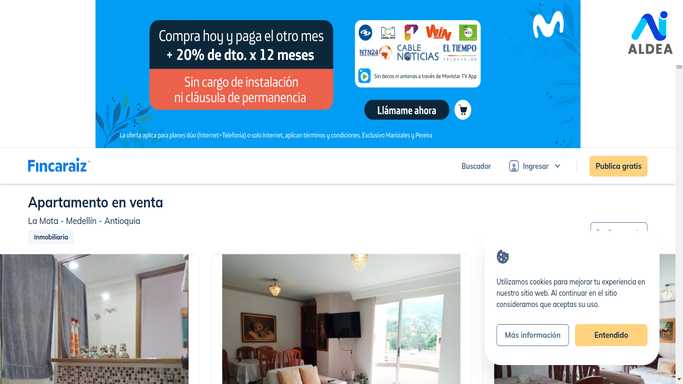 Compra hoy y paga el otro mes
+ 20% de dto. x 12 meses
Sin cargo de instalación
ni cláusula de permanencia
WIN
NTN24
CABLE
NOTICIAS
EL TIEMPO
TELEVISIÓN
Sin decos ni antenas a través de Movistar TV App
Llámame ahora
La oferta aplica para planes dúo (Internet+Telefonía) o solo Internet, aplican términos y condiciones. Exclusivo Manizales y Pereira
ALDEA
Fincaraiz
Buscador
Ingresar
Publica gratis
Apartamento en venta
La Mota - Medellín - Antioquia
Inmobiliaria
Utilizamos cookies para mejorar tu experiencia en
nuestro sitio web. Al continuar en el sitio
consideramos que aceptas su uso.
Más información
Entendido